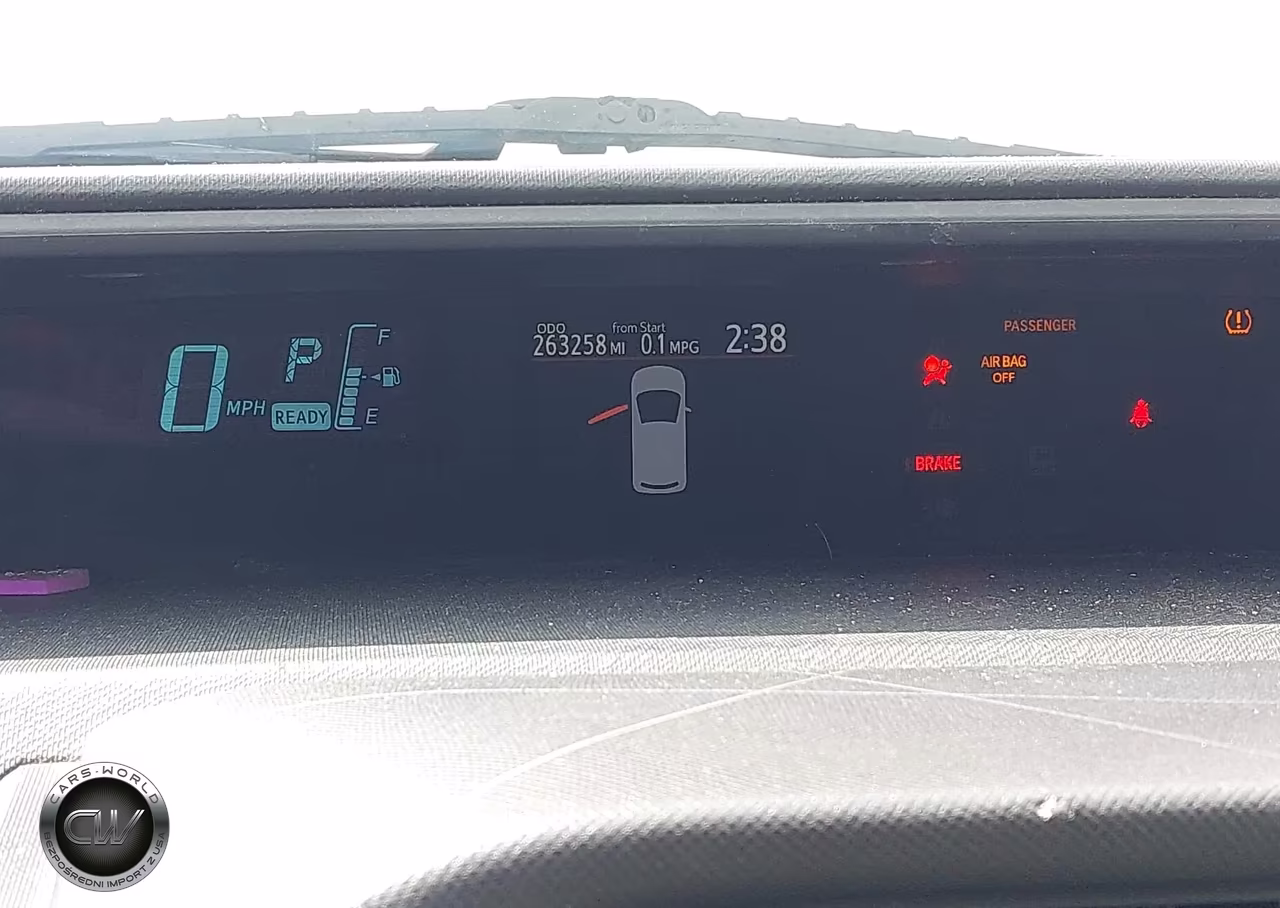 0 MPH
P
READY
F
E
ODO
263258 MI
from Start
0.1 MPG
2:38
PASSENGER
AIR BAG
OFF
BRAKE
CARS-WORLD
CW
BEZPOŚREDNI IMPORT Z USA